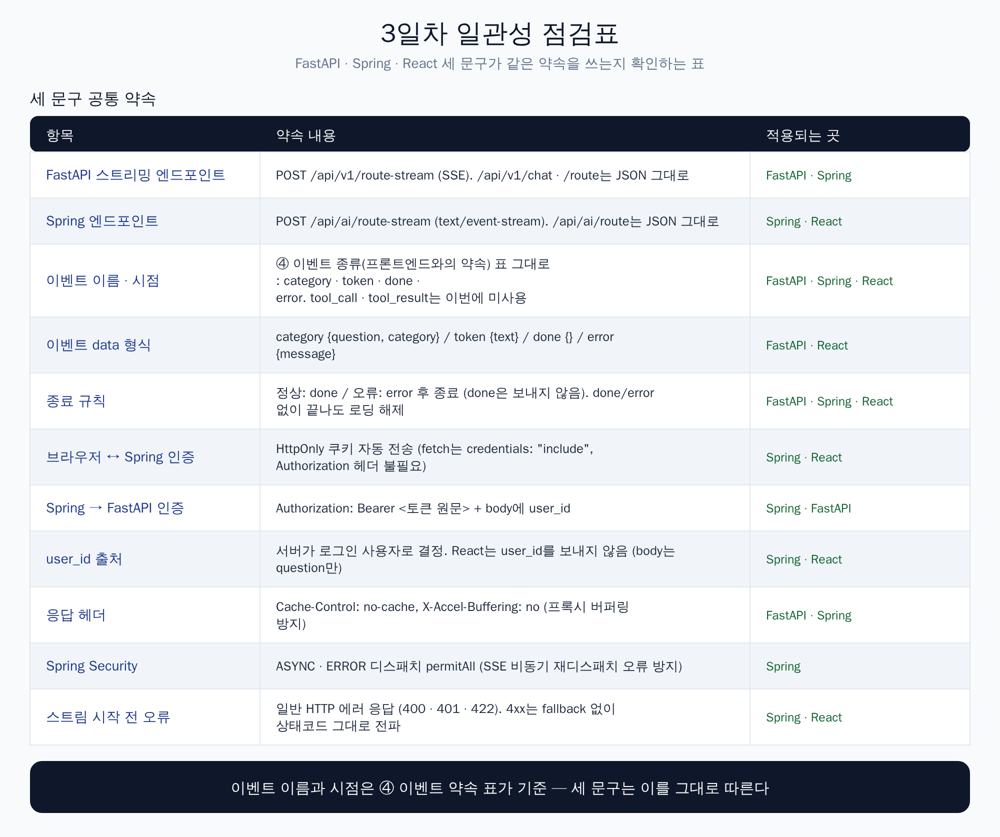 3일차 일관성 점검표
FastAPI · Spring · React 세 문구가 같은 약속을 쓰는지 확인하는 표
세 문구 공통 약속
항목 약속 내용 적용되는 곳
FastAPI 스트리밍 엔드포인트 POST /api/v1/route-stream (SSE). /api/v1/chat · /route는 JSON 그대로 FastAPI · Spring
Spring 엔드포인트 POST /api/ai/route-stream (text/event-stream). /api/ai/route는 JSON 그대로 Spring · React
이벤트 이름 · 시점
④ 이벤트 종류(프론트엔드와의 약속) 표 그대로
: category · token · done ·
error. tool_call · tool_result는 이번에 미사용
FastAPI · Spring · React
이벤트 data 형식
category {question, category} / token {text} / done {} / error
{message}
FastAPI · React
종료 규칙
정상: done / 오류: error 후 종료 (done은 보내지 않음). done/error
없이 끝나도 로딩 해제
FastAPI · Spring · React
브라우저 ↔ Spring 인증
HttpOnly 쿠키 자동 전송 (fetch는 credentials: "include",
Authorization 헤더 불필요)
Spring · React
Spring → FastAPI 인증 Authorization: Bearer <토큰 원문> + body에 user_id Spring · FastAPI
user_id 출처
서버가 로그인 사용자로 결정. React는 user_id를 보내지 않음 (body는
question만)
Spring · React
응답 헤더
Cache-Control: no-cache, X-Accel-Buffering: no (프록시 버퍼링
방지)
FastAPI · Spring
Spring Security ASYNC · ERROR 디스패치 permitAll (SSE 비동기 재디스패치 오류 방지) Spring
스트림 시작 전 오류
일반 HTTP 에러 응답 (400 · 401 · 422). 4xx는 fallback 없이
상태코드 그대로 전파
Spring · React
이벤트 이름과 시점은 ④ 이벤트 약속 표가 기준 — 세 문구는 이를 그대로 따른다